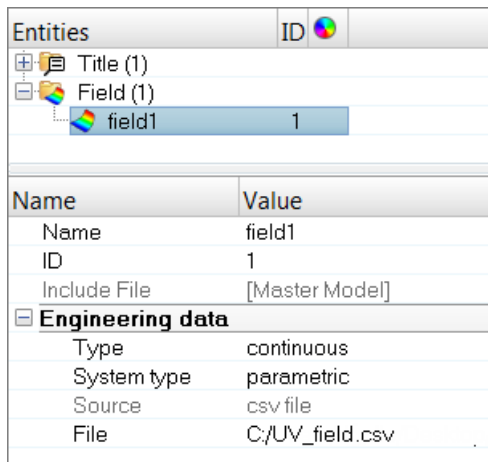 Entities ID
Title (1)
Field (1)
field1 1
Name Value
Name field1
ID 1
Include File [Master Model]
Engineering data
Type continuous
System type parametric
Source csv file
File C:/UV_field.csv